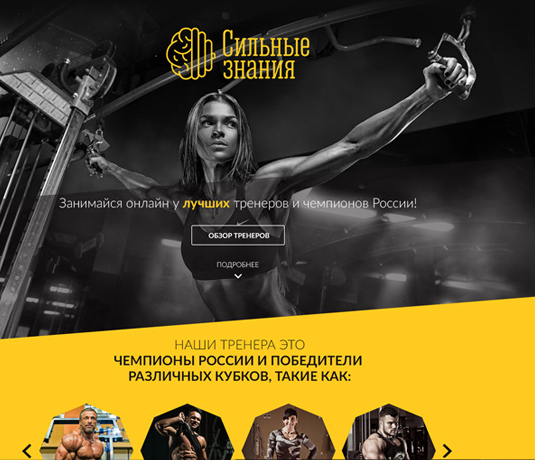 Сильные
знания
Занимайся онлайн у лучших тренеров и чемпионов России!
ОБЗОР ТРЕНЕРОВ
ПОДРОБНЕЕ
НАШИ ТРЕНЕРА ЭТО
ЧЕМПИОНЫ РОССИИ И ПОБЕДИТЕЛИ
РАЗЛИЧНЫХ КУБКОВ, ТАКИЕ КАК: